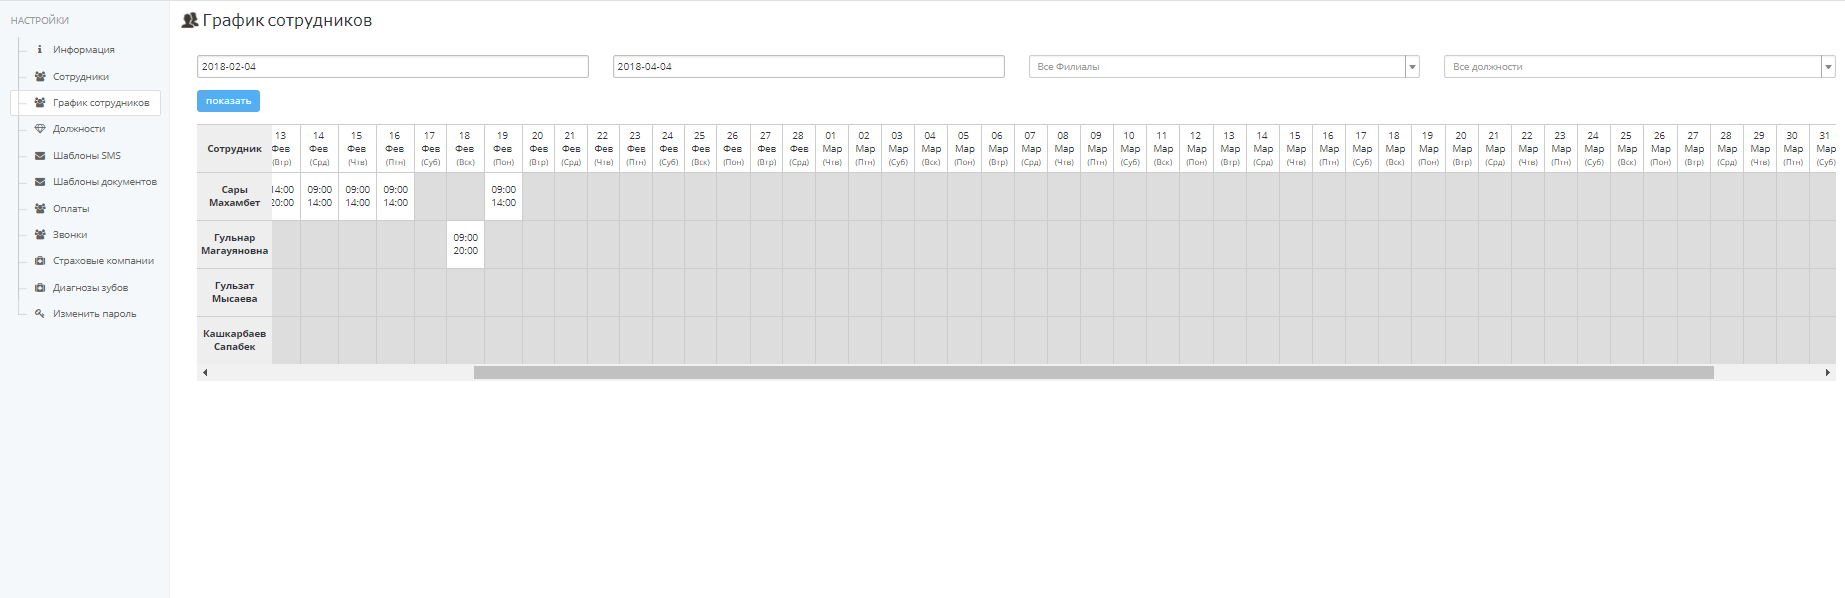 НАСТРОЙКИ
Информация
Сотрудники
График сотрудников
Должности
Шаблоны SMS
Шаблоны документов
Оплаты
Звонки
Страховые компании
Диагнозы зубов
Изменить пароль
График сотрудников
2018-02-04 2018-04-04 Все Филиалы Все должности
показать
Сотрудник
13 14 15 16 17 18 19 20 21 22 23 24 25 26 27 28 01 02 03 04 05 06 07 08 09 10 11 12 13 14 15 16 17 18 19 20 21 22 23 24 25 26 27 28 29 30 31
Фев Фев Фев Фев Фев Фев Фев Фев Фев Фев Фев Фев Фев Фев Фев Фев Мар Мар Мар Мар Мар Мар Мар Мар Мар Мар Мар Мар Мар Мар Мар Мар Мар Мар Мар Мар Мар Мар Мар Мар Мар Мар Мар Мар Мар Мар Мар
(Втр) (Срд) (Чтв) (Птн) (Суб) (Вск) (Пон) (Втр) (Срд) (Чтв) (Птн) (Суб) (Вск) (Пон) (Втр) (Срд) (Чтв) (Птн) (Суб) (Вск) (Пон) (Втр) (Срд) (Чтв) (Птн) (Суб) (Вск) (Пон) (Втр) (Срд) (Чтв) (Птн) (Суб) (Вск) (Пон) (Втр) (Срд) (Чтв) (Птн) (Суб) (Вск) (Пон) (Втр) (Срд) (Чтв) (Птн) (Суб)
Сары 14:00 09:00 09:00 09:00 09:00
Махамбет 20:00 14:00 14:00 14:00 14:00
Гульнар 09:00
Магауяновна 20:00
Гульзат
Мысаева
Кашкарбаев
Сапабек